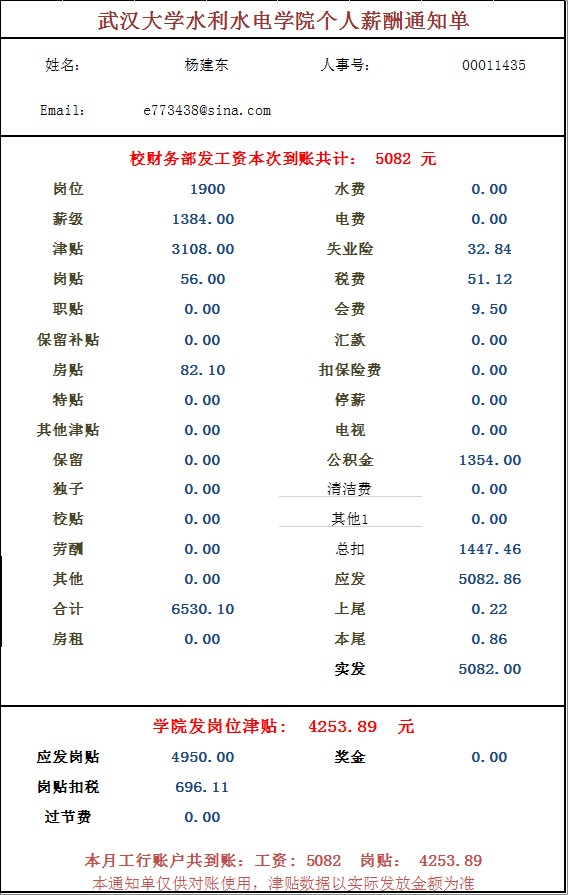 武汉大学水利水电学院个人薪酬通知单
姓名: 杨建东 人事号: 00011435
Email: e773438@sina.com
校财务部发工资本次到账共计: 5082 元
岗位 1900 水费 0.00
薪级 1384.00 电费 0.00
津贴 3108.00 失业险 32.84
岗贴 56.00 税费 51.12
职贴 0.00 会费 9.50
保留补贴 0.00 汇款 0.00
房贴 82.10 扣保险费 0.00
特贴 0.00 停薪 0.00
其他津贴 0.00 电视 0.00
保留 0.00 公积金 1354.00
独子 0.00 清洁费 0.00
校贴 0.00 其他1 0.00
劳酬 0.00 总扣 1447.46
其他 0.00 应发 5082.86
合计 6530.10 上尾 0.22
房租 0.00 本尾 0.86
实发 5082.00
学院发岗位津贴: 4253.89 元
应发岗贴 4950.00 奖金 0.00
岗贴扣税 696.11
过节费 0.00
本月工行账户共到账:工资: 5082 岗贴: 4253.89
本通知单仅供对账使用，津贴数据以实际发放金额为准